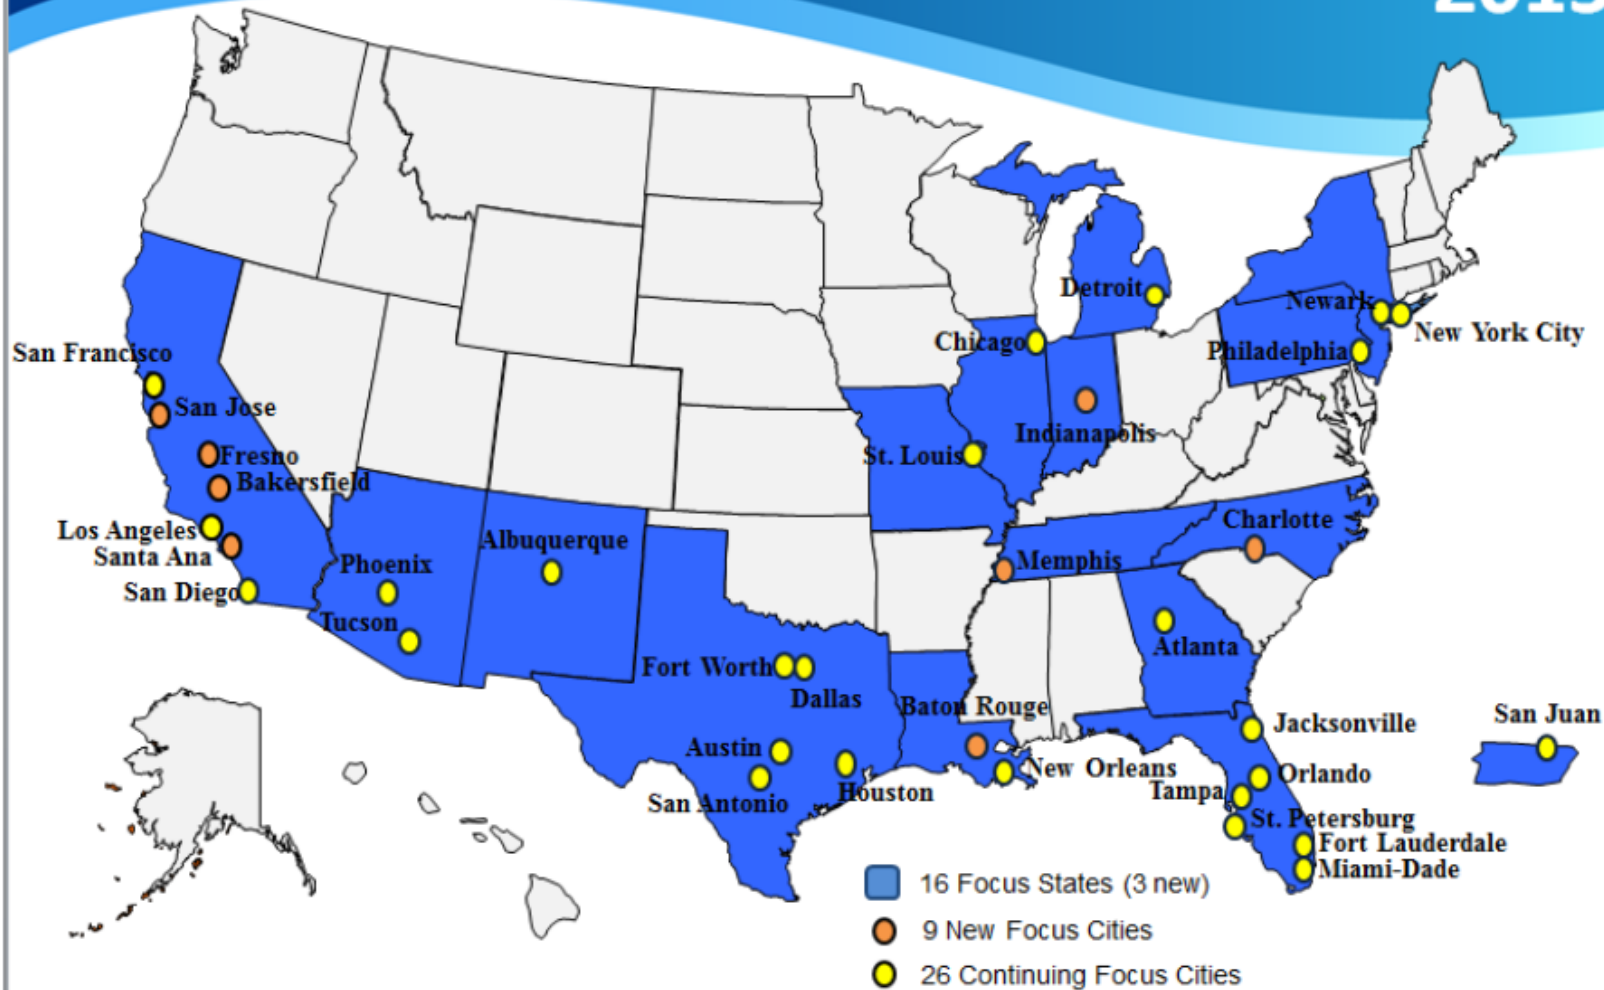 2015
San Francisco
San Jose
Fresno
Bakersfield
Los Angeles
Santa Ana
San Diego
Phoenix
Tucson
Albuquerque
Fort Worth
Dallas
Austin
San Antonio
Houston
Baton Rouge
New Orleans
Detroit
Chicago
Indianapolis
St. Louis
Memphis
Charlotte
Atlanta
Newark
New York City
Philadelphia
Jacksonville
Orlando
Tampa
St. Petersburg
Fort Lauderdale
Miami-Dade
San Juan
16 Focus States (3 new)
9 New Focus Cities
26 Continuing Focus Cities